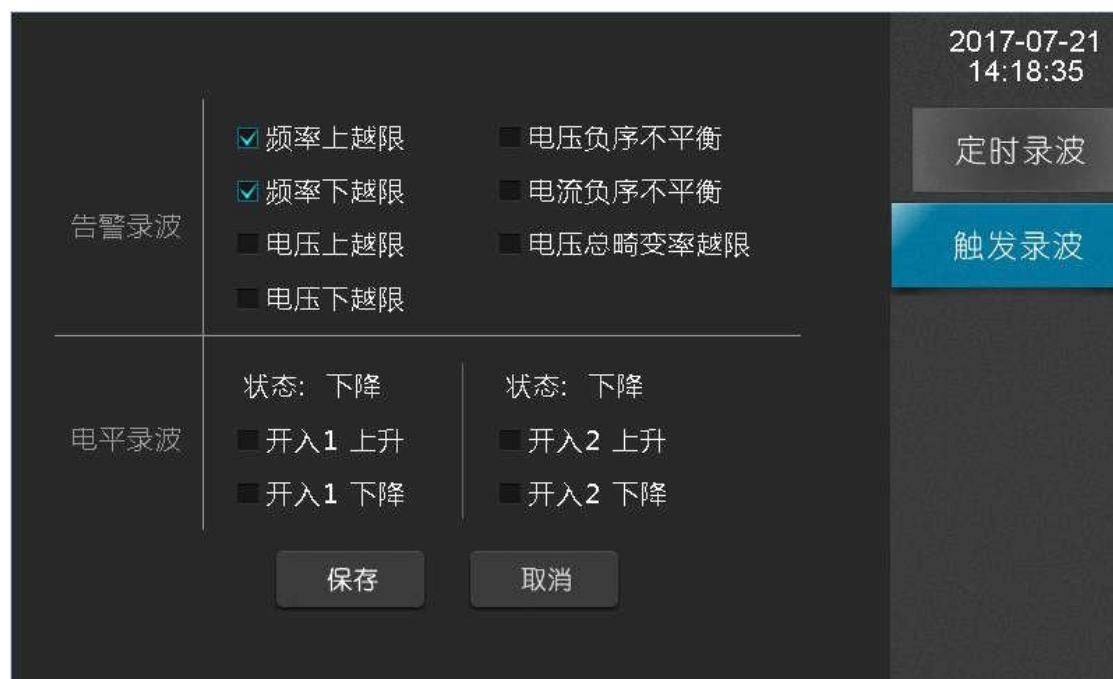 2017-07-21
14:18:35
定时录波
触发录波
告警录波
频率上越限
电压负序不平衡
频率下越限
电流负序不平衡
电压上越限
电压总畸变率越限
电压下越限
电平录波
状态: 下降
状态: 下降
开入1 上升
开入2 上升
开入1 下降
开入2 下降
保存
取消